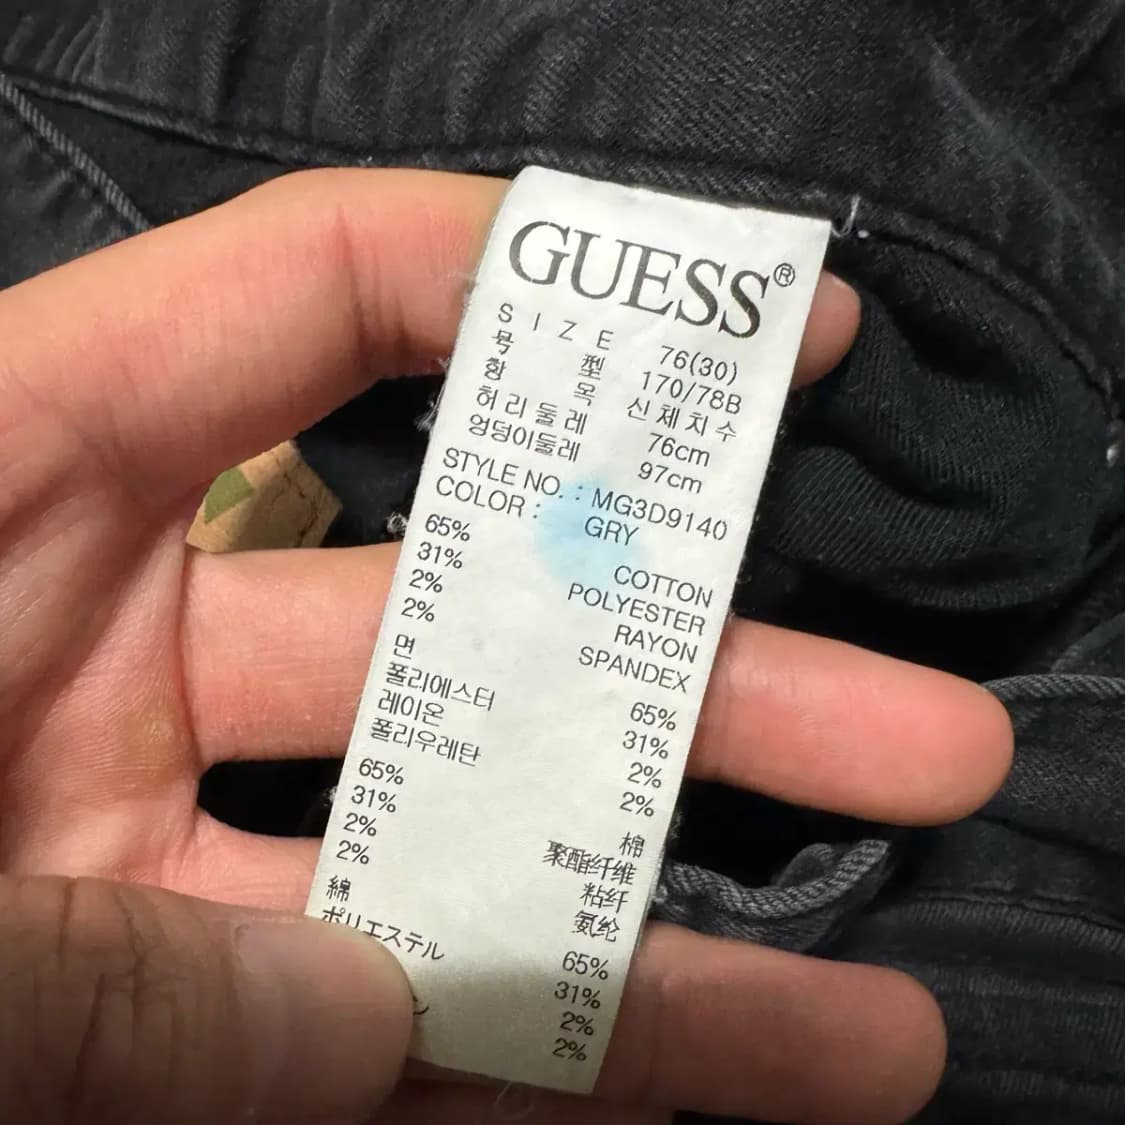 GUESS®
SIZE 76(30)
号型 170/78B
항목 신체치수
허리둘레 76cm
엉덩이둘레 97cm
STYLE NO. : MG3D9140
COLOR : GRY
65% COTTON
31% POLYESTER
2% RAYON
2% SPANDEX
면 65%
폴리에스터 31%
레이온 2%
폴리우레탄 2%
65% 棉
31% 聚酯纤维
2% 粘纤
2% 氨纶
綿 65%
ポリエステル 31%
2%
2%